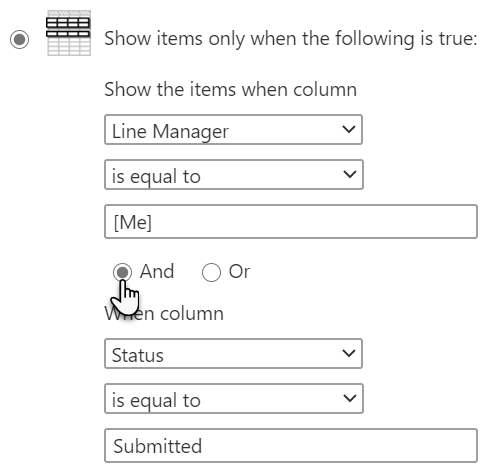 Show items only when the following is true:
Show the items when column
Line Manager
is equal to
[Me]
And Or
When column
Status
is equal to
Submitted